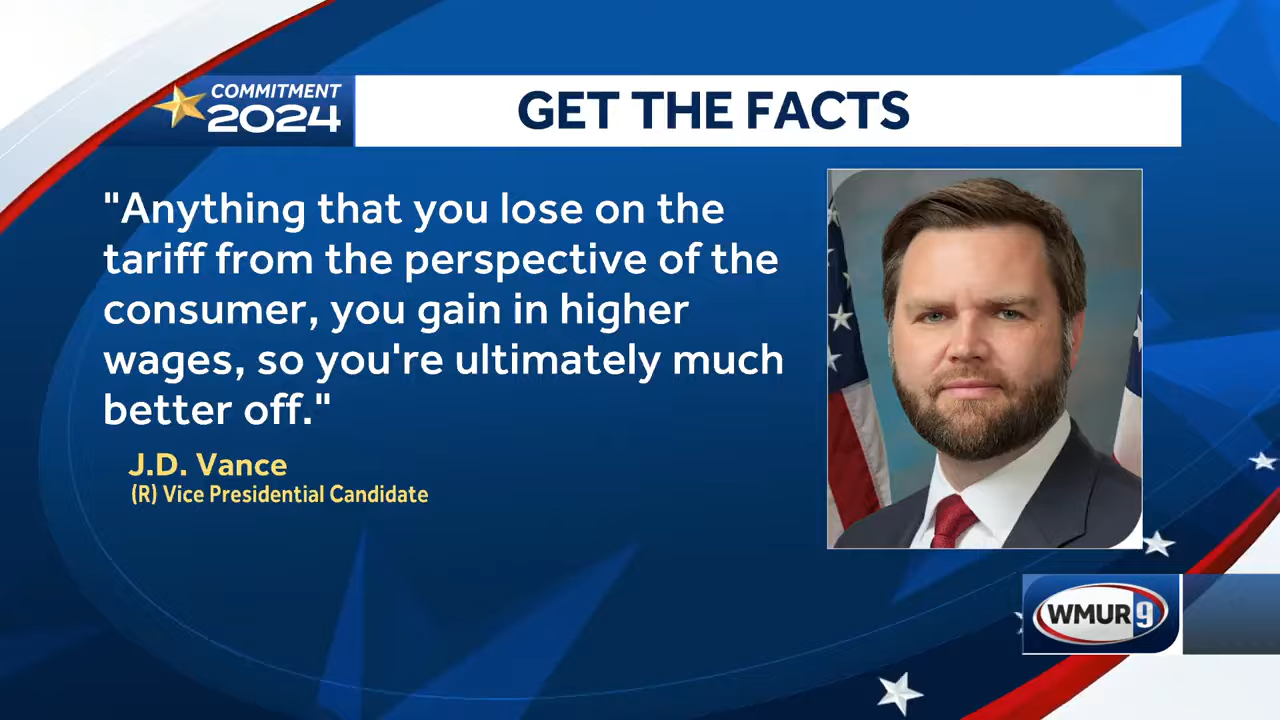 COMMITMENT
2024
GET THE FACTS
"Anything that you lose on the
tariff from the perspective of the
consumer, you gain in higher
wages, so you're ultimately much
better off."
J.D. Vance
(R) Vice Presidential Candidate
WMUR9